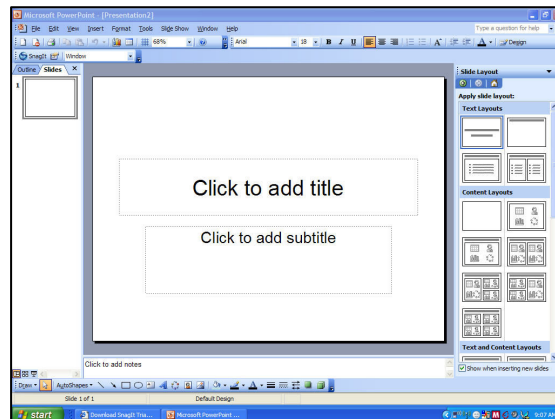 Microsoft PowerPoint - [Presentation2]
File Edit View Insert Format Tools Slide Show Window Help
Type a question for help
68%
Arial
18
B I U
Design
SnagIt
Window
Outline
Slides
Slide Layout
1
Apply slide layout:
Text Layouts
Click to add title
Content Layouts
Click to add subtitle
Text and Content Layouts
Click to add notes
Show when inserting new slides
Draw
AutoShapes
Slide 1 of 1
Default Design
start
Download SnagIt Tria...
Microsoft PowerPoint ...
9:07 AM